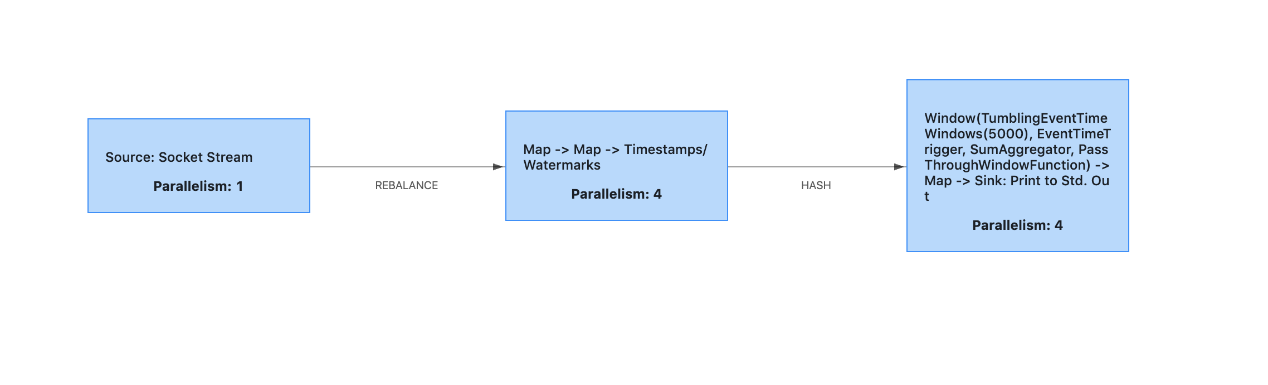 Source: Socket Stream
Parallelism: 1
REBALANCE
Map -> Map -> Timestamps/
Watermarks
Parallelism: 4
HASH
Window(TumblingEventTime
Windows(5000), EventTimeT
rigger, SumAggregator, Pass
ThroughWindowFunction) ->
Map -> Sink: Print to Std. Ou
t
Parallelism: 4